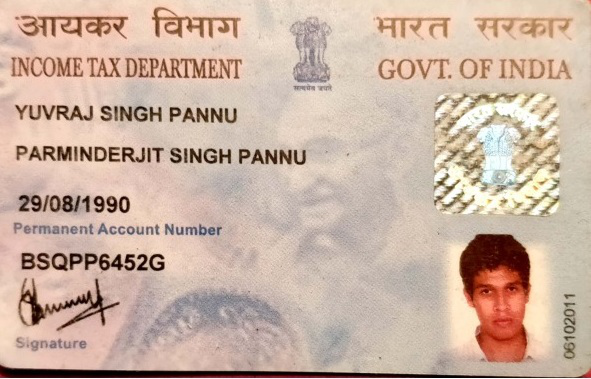 आयकर विभाग
भारत सरकार
INCOME TAX DEPARTMENT
GOVT. OF INDIA
सत्यमेव जयते
YUVRAJ SINGH PANNU
PARMINDERJIT SINGH PANNU
29/08/1990
Permanent Account Number
BSQPP6452G
Signature
06102011